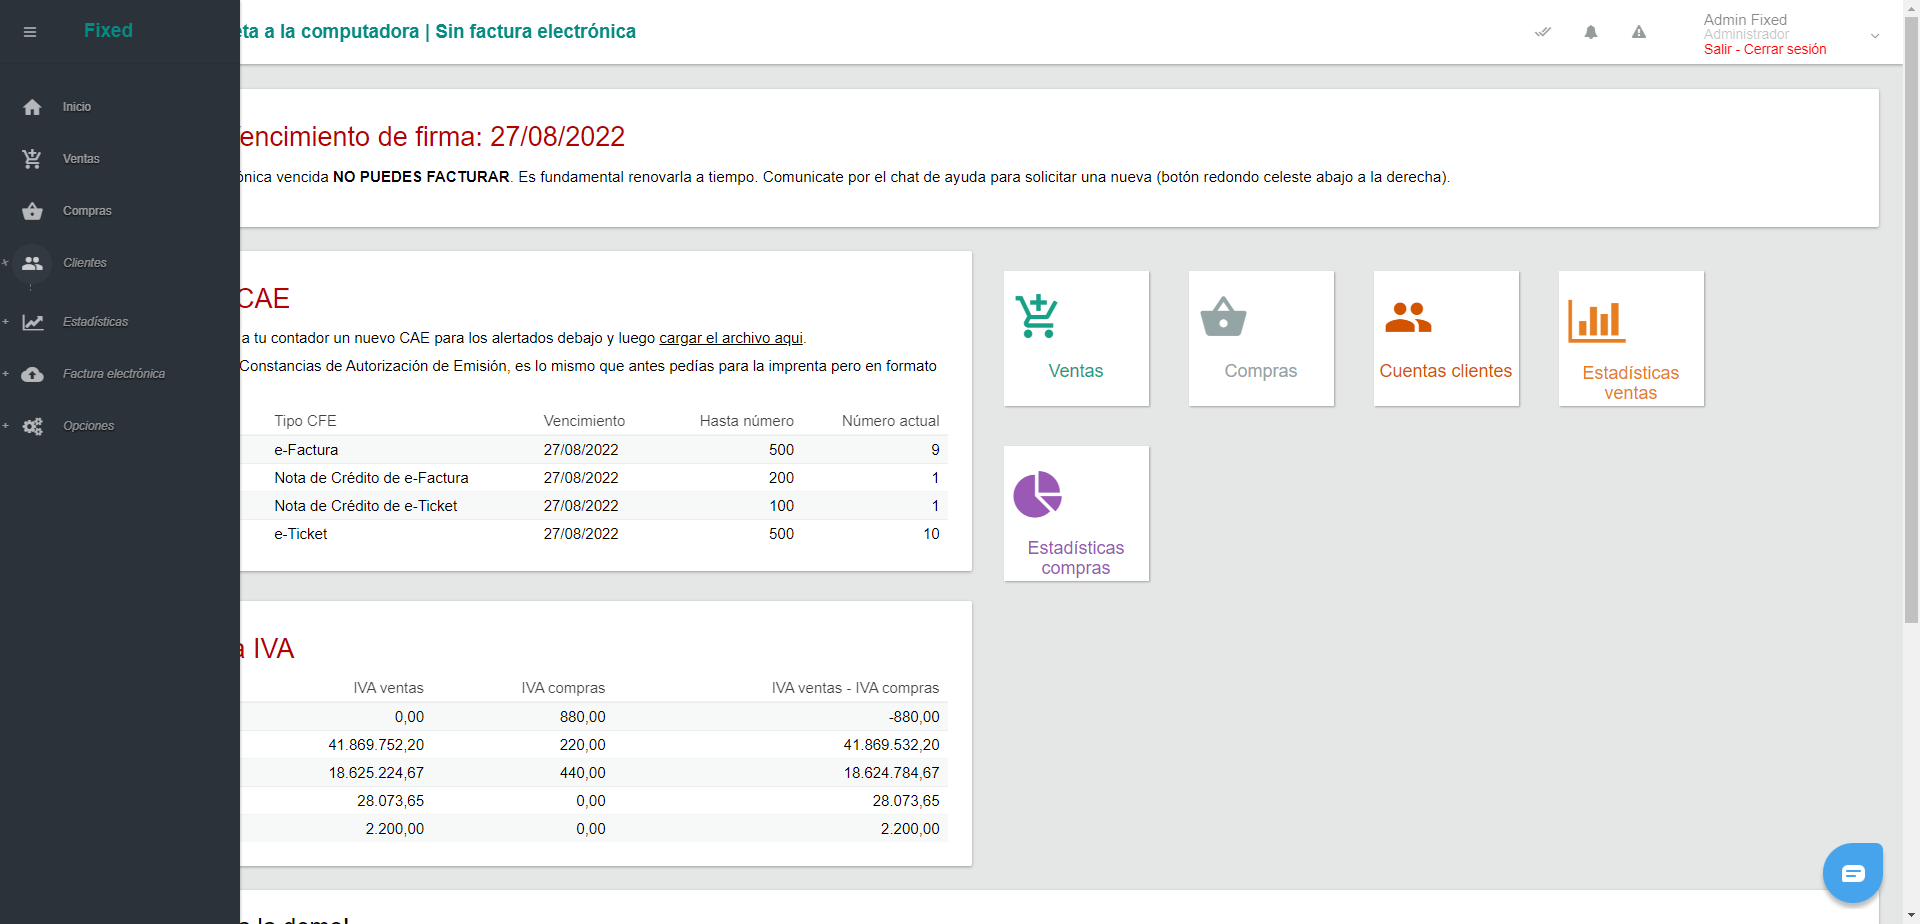 Fixed
Inicio
Ventas
Compras
Clientes
Estadísticas
Factura electrónica
Opciones
a la computadora | Sin factura electrónica
Admin Fixed
Administrador
Salir - Cerrar sesión
de firma: 27/08/2022
vencida NO PUEDES FACTURAR. Es fundamental renovarla a tiempo. Comunicate por el chat de ayuda para solicitar una nueva (botón redondo celeste abajo a la derecha).
CAE
a tu contador un nuevo CAE para los alertados debajo y luego cargar el archivo aqui.
Constancias de Autorización de Emisión, es lo mismo que antes pedías para la imprenta pero en formato
Tipo CFE Vencimiento Hasta número Número actual
e-Factura 27/08/2022 500 9
Nota de Crédito de e-Factura 27/08/2022 200 1
Nota de Crédito de e-Ticket 27/08/2022 100 1
e-Ticket 27/08/2022 500 10
IVA
IVA ventas IVA compras IVA ventas - IVA compras
0,00 880,00 -880,00
41.869.752,20 220,00 41.869.532,20
18.625.224,67 440,00 18.624.784,67
28.073,65 0,00 28.073,65
2.200,00 0,00 2.200,00
Ventas
Compras
Cuentas clientes
Estadísticas
ventas
Estadísticas
compras